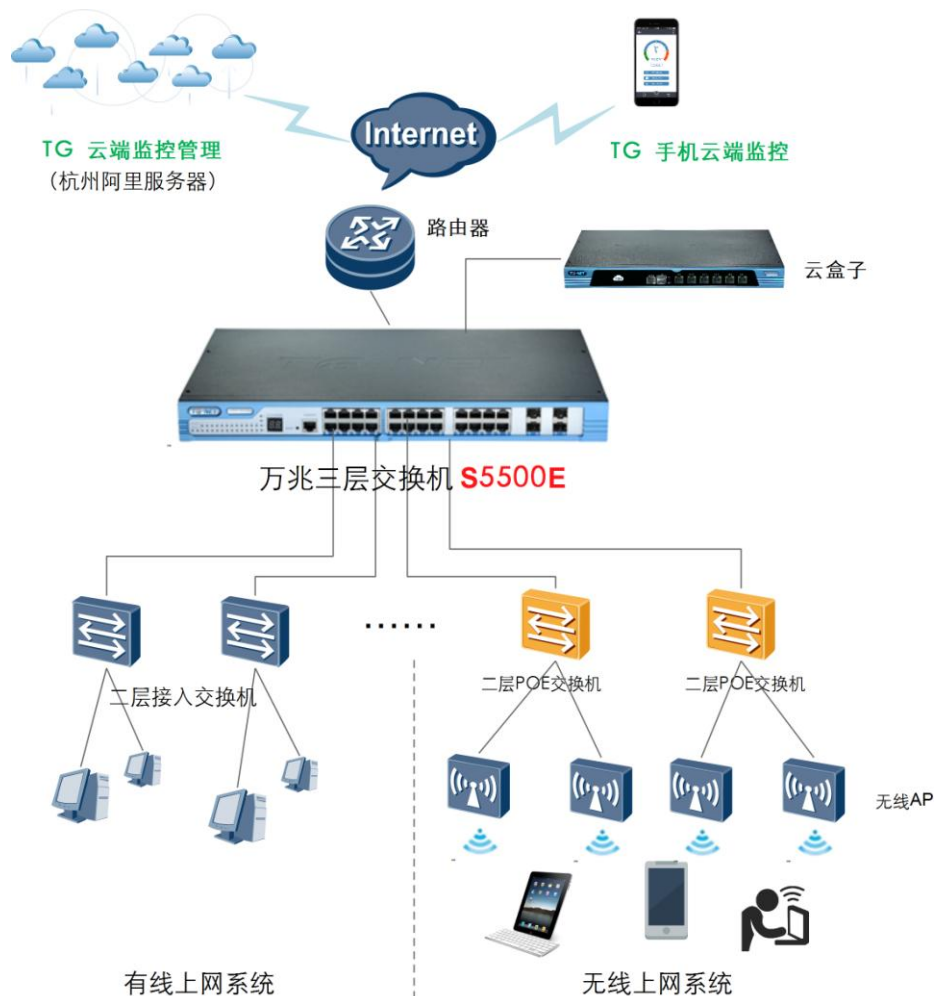 Internet
TG 云端监控管理
（杭州阿里服务器）
TG 手机云端监控
路由器
云盒子
TG-NET
万兆三层交换机 S5500E
......
二层接入交换机
二层POE交换机
二层POE交换机
无线AP
有线上网系统
无线上网系统